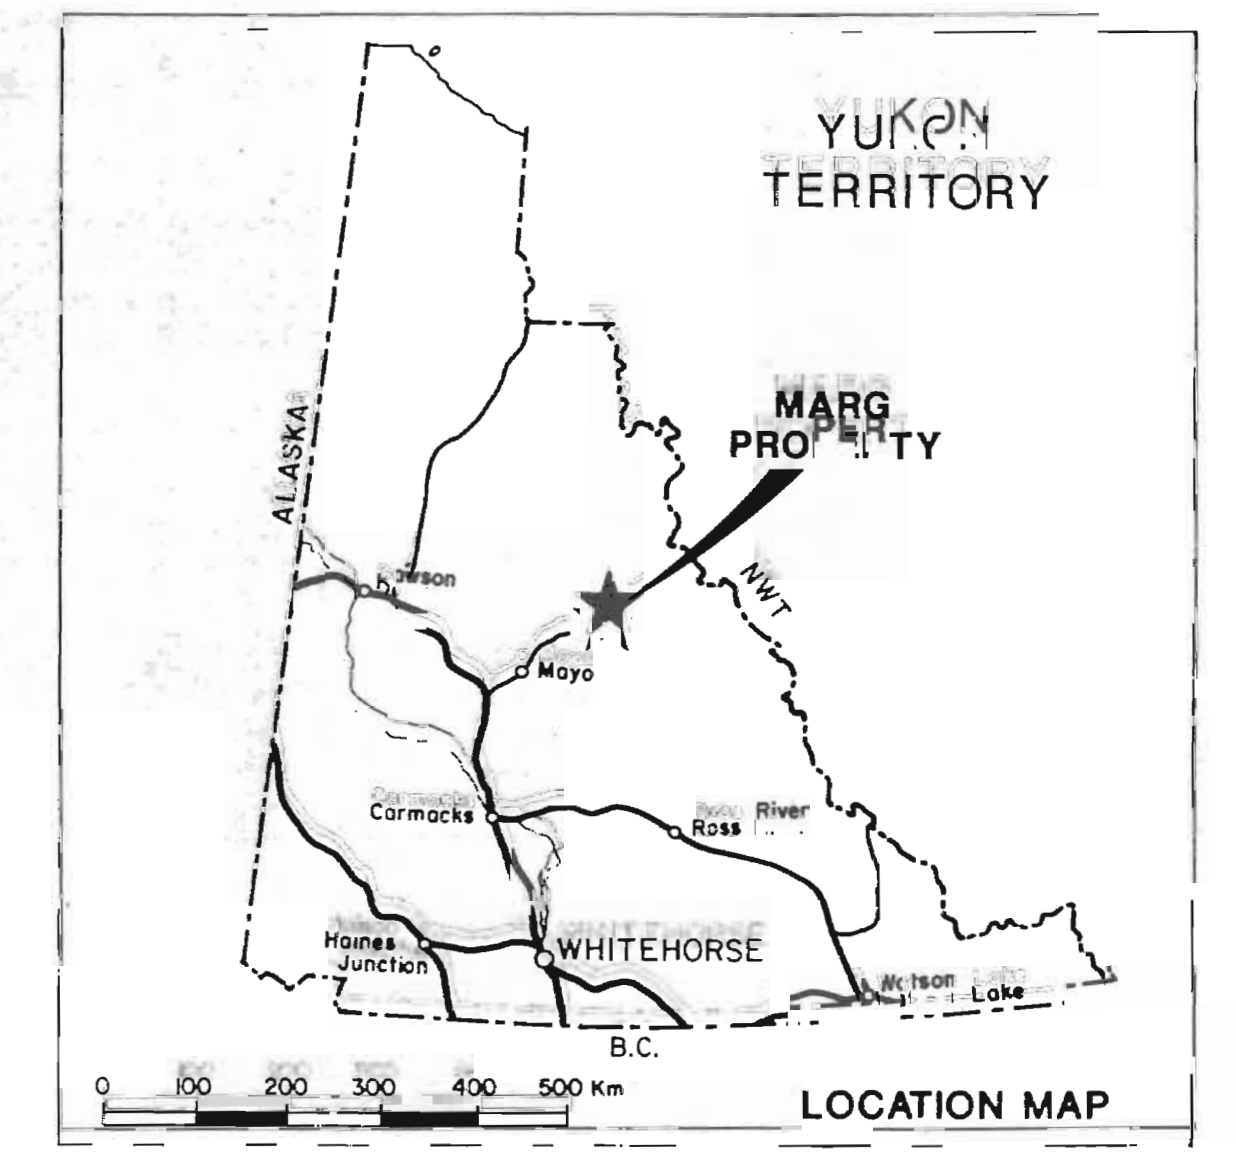 YUKON
TERRITORY
MARG
PROPERTY
ALASKA
NWT
Dawson
Mayo
Carmacks
Ross River
Haines
Junction
WHITEHORSE
Watson Lake
B.C.
0 100 200 300 400 500 Km
LOCATION MAP